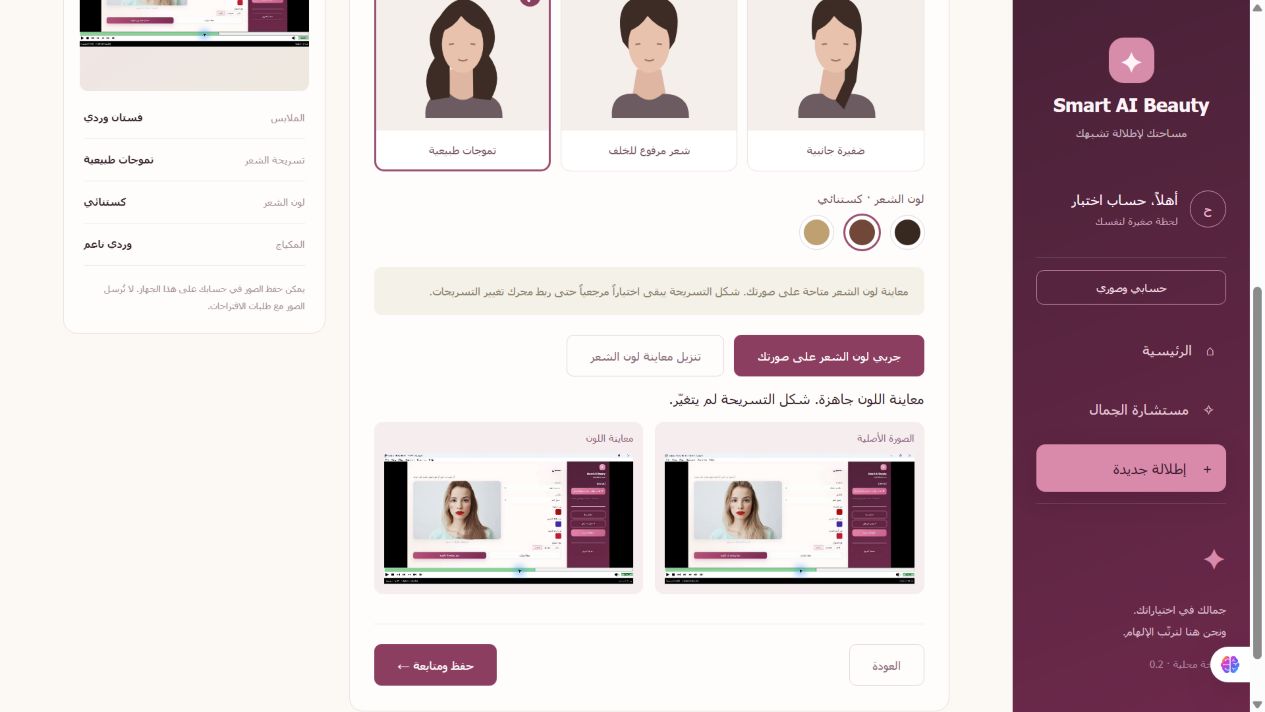 Smart AI Beauty
مساحتك لإطلالة تشبهك
ح
أهلاً، حساب اختبار
لحظة صغيرة لنفسك
حسابي وصوري
الرئيسية
مستشارة الجمال
+ إطلالة جديدة
جمالك في اختياراتك.
ونحن هنا لنرتّب الإلهام.
محلية · 0.2
ضفيرة جانبية
شعر مرفوع للخلف
تموجات طبيعية
لون الشعر · كستنائي
معاينة لون الشعر متاحة على صورتك. شكل التسريحة يبقى اختياراً مرجعياً حتى ربط محرك تغيير التسريحات.
جربي لون الشعر على صورتك
تنزيل معاينة لون الشعر
معاينة اللون جاهزة. شكل التسريحة لم يتغيّر.
الصورة الأصلية
معاينة اللون
العودة
حفظ ومتابعة ←
الملابس
فستان وردي
تسريحة الشعر
تموجات طبيعية
لون الشعر
كستنائي
المكياج
وردي ناعم
يمكن حفظ الصور في حسابك على هذا الجهاز. لا تُرسل
الصور مع طلبات الاقتراحات.